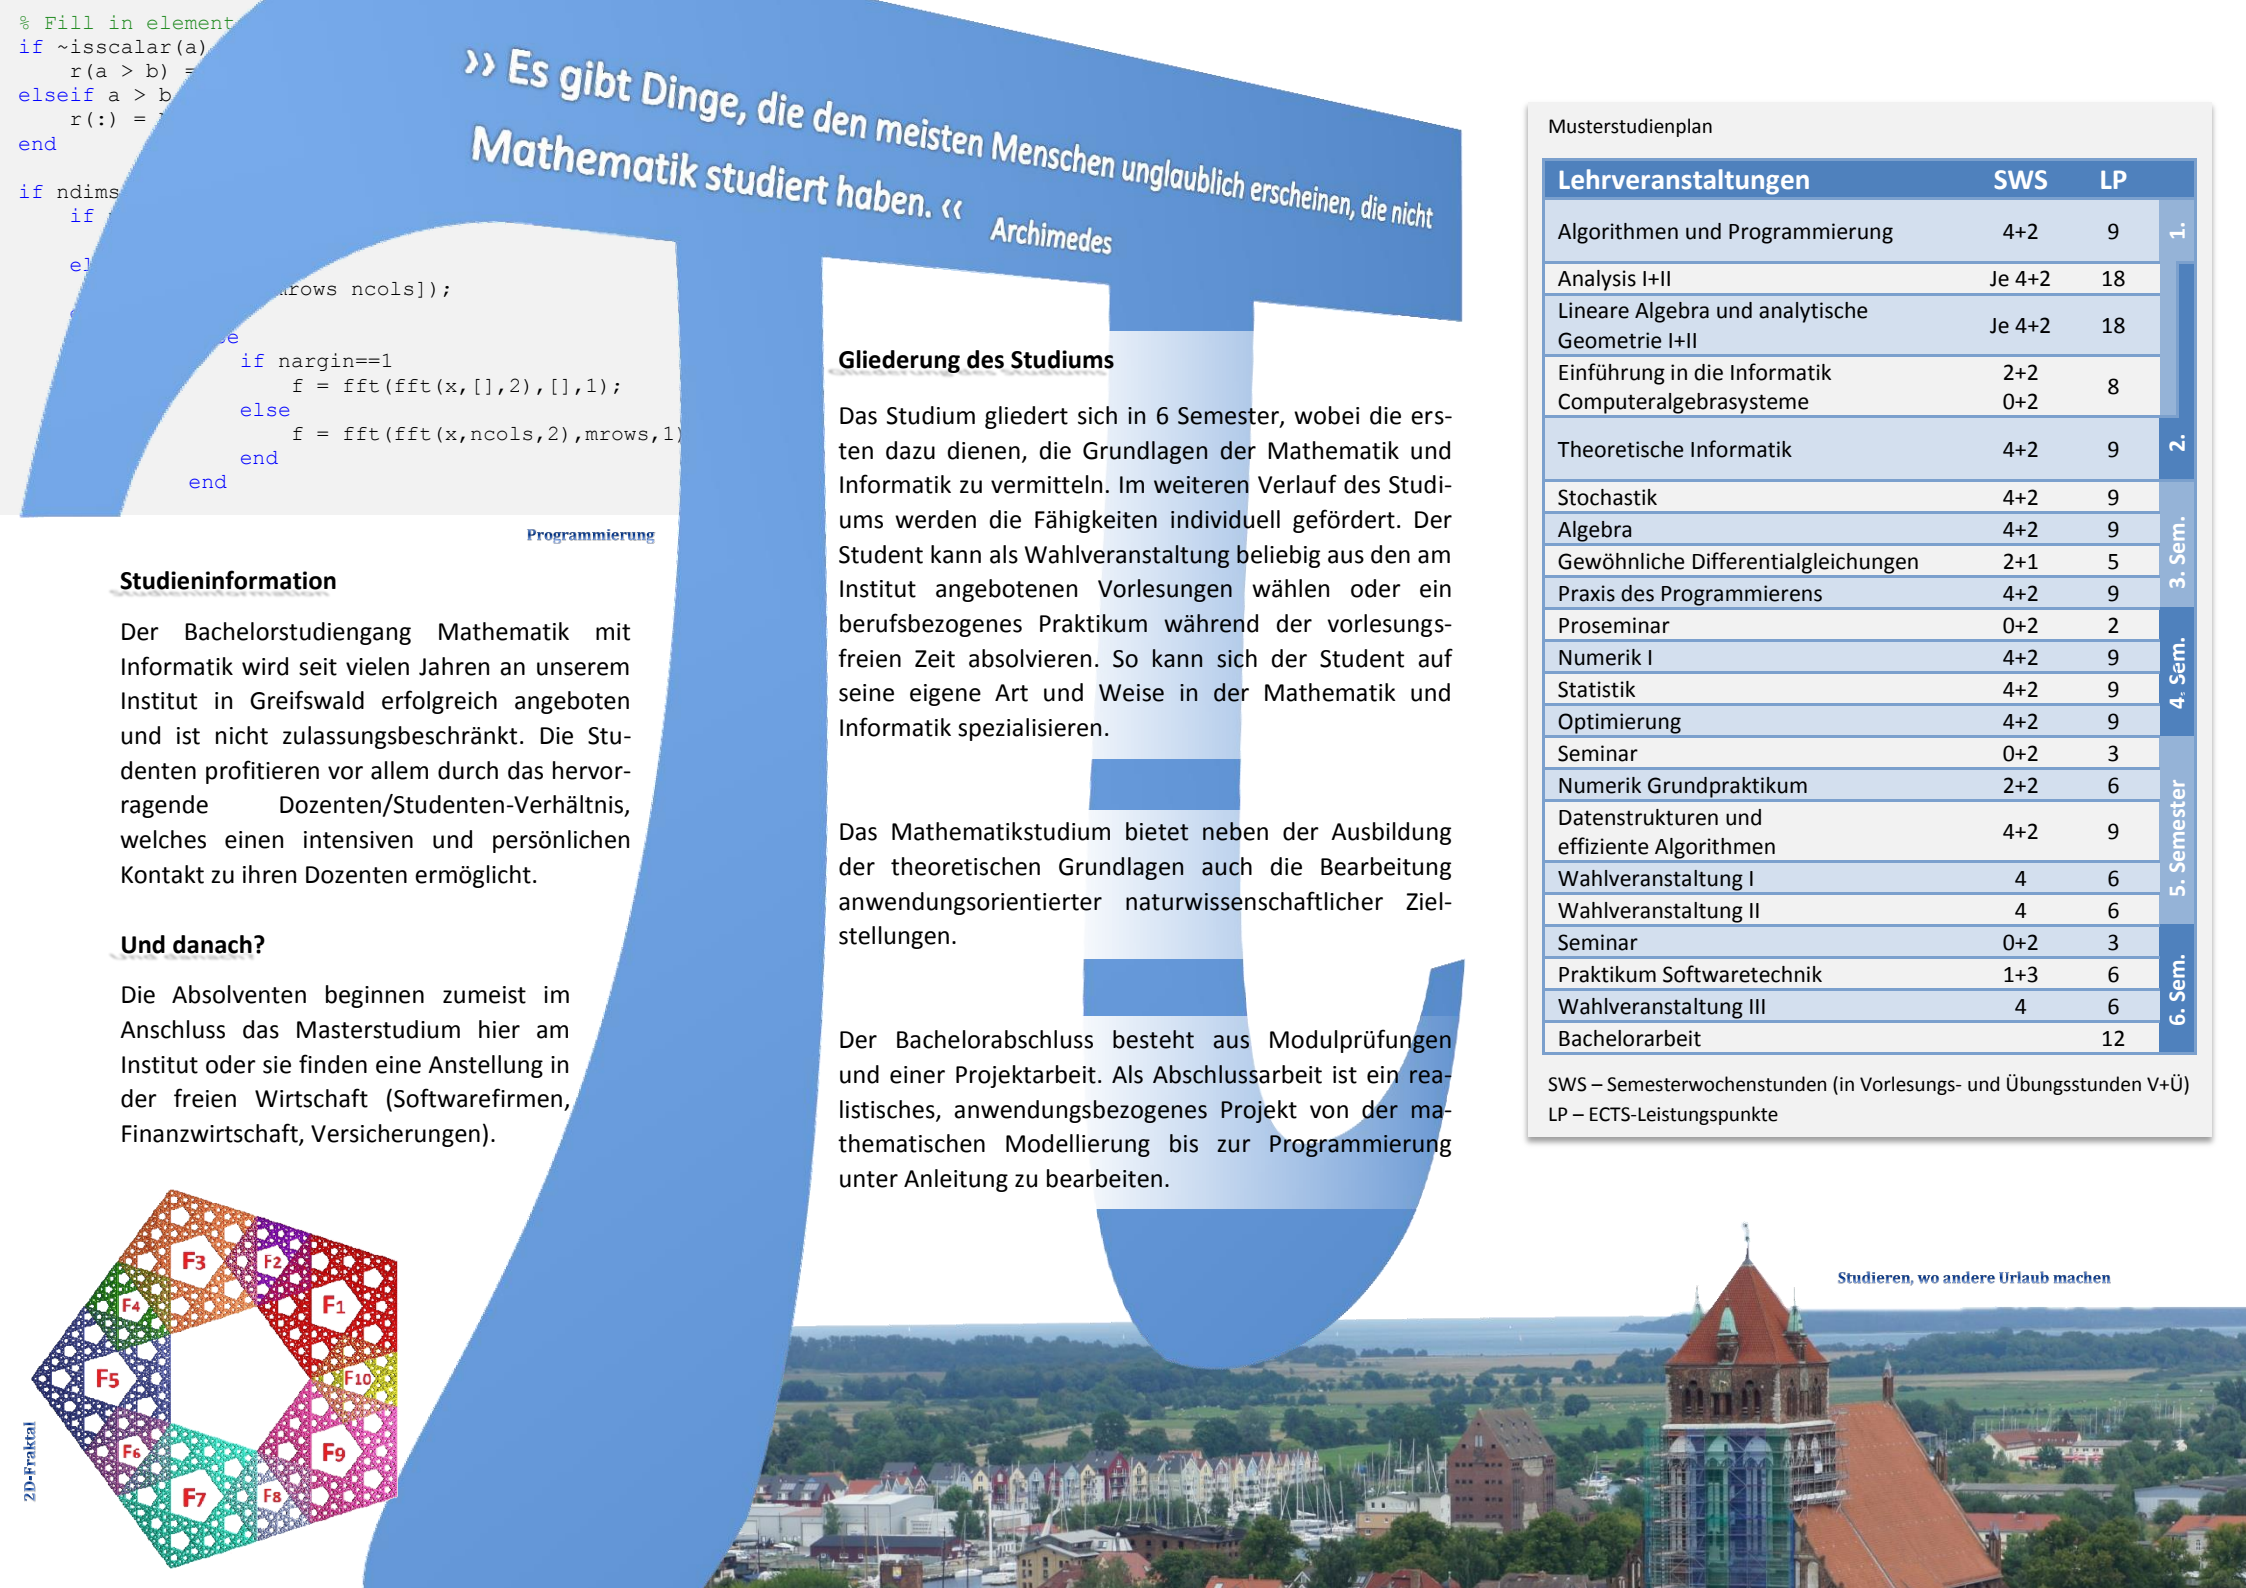 % Fill in element
if ~isscalar(a)
r(a > b) =
elseif a > b
r(:) =
end
if ndims
if
el
mrows ncols]);
if nargin==1
f = fft(fft(x,[],2),[],1);
else
f = fft(fft(x,ncols,2),mrows,1)
end
end
Programmierung
›› Es gibt Dinge, die den meisten Menschen unglaublich erscheinen, die nicht
Mathematik studiert haben. ‹‹
Archimedes
Studieninformation
Der Bachelorstudiengang Mathematik mit
Informatik wird seit vielen Jahren an unserem
Institut in Greifswald erfolgreich angeboten
und ist nicht zulassungsbeschränkt. Die Stu-
denten profitieren vor allem durch das hervor-
ragende Dozenten/Studenten-Verhältnis,
welches einen intensiven und persönlichen
Kontakt zu ihren Dozenten ermöglicht.
Und danach?
Die Absolventen beginnen zumeist im
Anschluss das Masterstudium hier am
Institut oder sie finden eine Anstellung in
der freien Wirtschaft (Softwarefirmen,
Finanzwirtschaft, Versicherungen).
F3
F2
F1
F4
F5
F10
F6
F9
F7
F8
2D-Fraktal
Gliederung des Studiums
Das Studium gliedert sich in 6 Semester, wobei die ers-
ten dazu dienen, die Grundlagen der Mathematik und
Informatik zu vermitteln. Im weiteren Verlauf des Studi-
ums werden die Fähigkeiten individuell gefördert. Der
Student kann als Wahlveranstaltung beliebig aus den am
Institut angebotenen Vorlesungen wählen oder ein
berufsbezogenes Praktikum während der vorlesungs-
freien Zeit absolvieren. So kann sich der Student auf
seine eigene Art und Weise in der Mathematik und
Informatik spezialisieren.
Das Mathematikstudium bietet neben der Ausbildung
der theoretischen Grundlagen auch die Bearbeitung
anwendungsorientierter naturwissenschaftlicher Ziel-
stellungen.
Der Bachelorabschluss besteht aus Modulprüfungen
und einer Projektarbeit. Als Abschlussarbeit ist ein rea-
listisches, anwendungsbezogenes Projekt von der ma-
thematischen Modellierung bis zur Programmierung
unter Anleitung zu bearbeiten.
Musterstudienplan
Lehrveranstaltungen SWS LP
Algorithmen und Programmierung 4+2 9 1.
Analysis I+II Je 4+2 18
Lineare Algebra und analytische
Geometrie I+II Je 4+2 18
Einführung in die Informatik 2+2
Computeralgebrasysteme 0+2 8
Theoretische Informatik 4+2 9 2.
Stochastik 4+2 9
Algebra 4+2 9
Gewöhnliche Differentialgleichungen 2+1 5
Praxis des Programmierens 4+2 9
3. Sem.
Proseminar 0+2 2
Numerik I 4+2 9
Statistik 4+2 9
Optimierung 4+2 9
4. Sem.
Seminar 0+2 3
Numerik Grundpraktikum 2+2 6
Datenstrukturen und
effiziente Algorithmen 4+2 9
Wahlveranstaltung I 4 6
Wahlveranstaltung II 4 6
5. Semester
Seminar 0+2 3
Praktikum Softwaretechnik 1+3 6
Wahlveranstaltung III 4 6
Bachelorarbeit 12
6. Sem.
SWS – Semesterwochenstunden (in Vorlesungs- und Übungsstunden V+Ü)
LP – ECTS-Leistungspunkte
Studieren, wo andere Urlaub machen